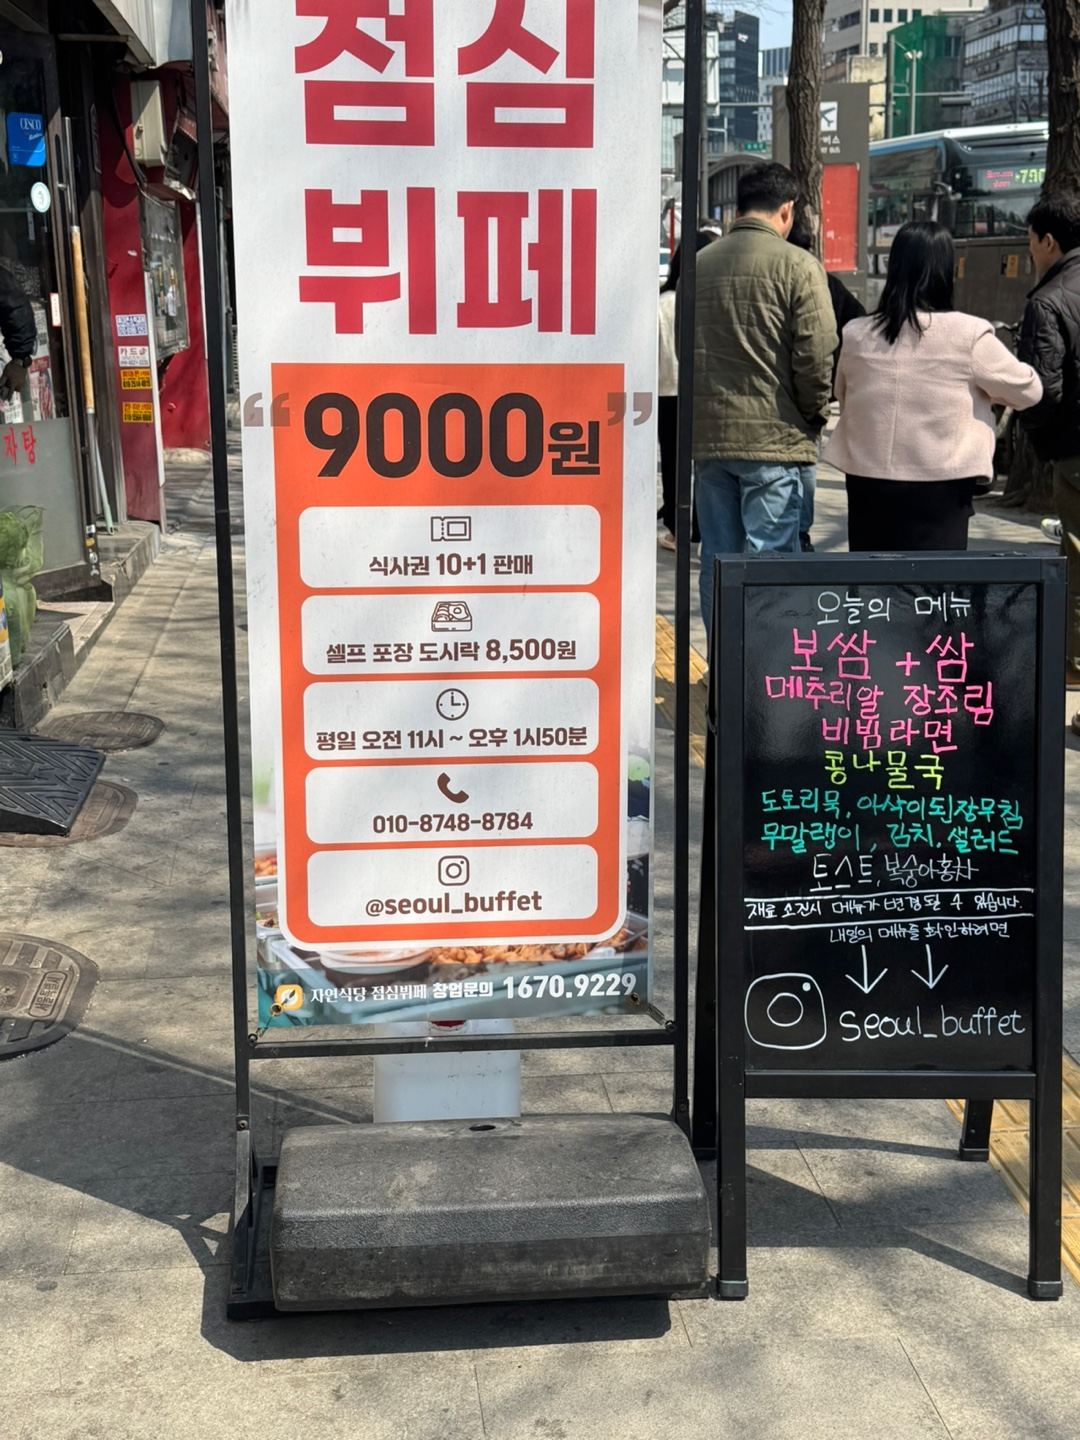 점심
뷔페
“9000원”
식사권 10+1 판매
셀프 포장 도시락 8,500원
평일 오전 11시 ~ 오후 1시50분
010-8748-8784
@seoul_buffet
자연식당 점심뷔페 창업문의 1670.9229
오늘의 메뉴
보쌈 + 쌈
메추리알 장조림
비빔라면
콩나물국
도토리묵, 아삭이된장무침
무말랭이, 김치, 샐러드
토스트, 복숭아홍차
재료 소진시 메뉴가 변경될 수 있습니다.
내일의 메뉴를 확인하려면
seoul_buffet
CESCO
자탕
카드
790